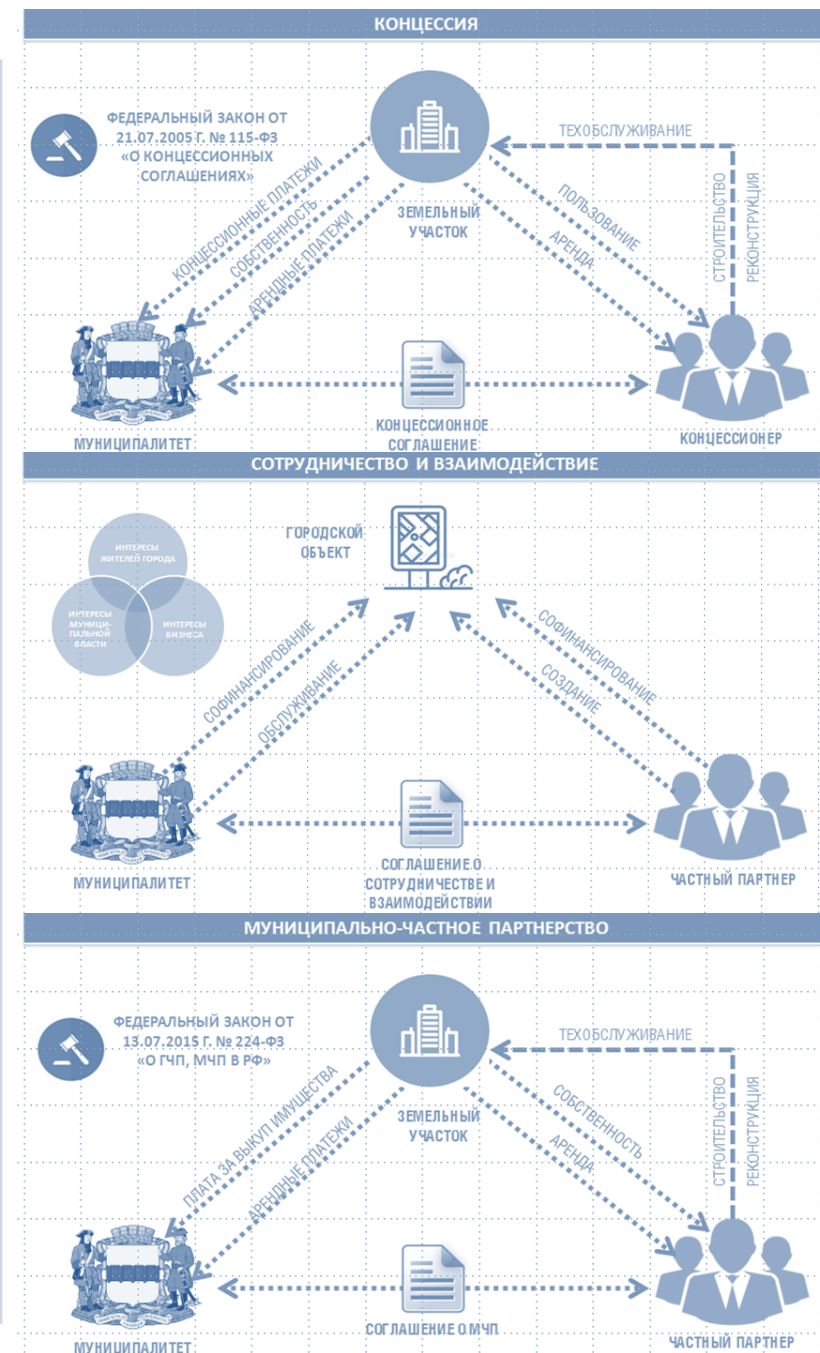 КОНЦЕССИЯ
ФЕДЕРАЛЬНЫЙ ЗАКОН ОТ
21.07.2005 Г. № 115-ФЗ
«О КОНЦЕССИОННЫХ
СОГЛАШЕНИЯХ»
ТЕХОБСЛУЖИВАНИЕ
КОНЦЕССИОННЫЕ ПЛАТЕЖИ
СОБСТВЕННОСТЬ
АРЕНДНЫЕ ПЛАТЕЖИ
ЗЕМЕЛЬНЫЙ
УЧАСТОК
ПОЛЬЗОВАНИЕ
АРЕНДА
СТРОИТЕЛЬСТВО
РЕКОНСТРУКЦИЯ
МУНИЦИПАЛИТЕТ
КОНЦЕССИОННОЕ
СОГЛАШЕНИЕ
КОНЦЕССИОНЕР
СОТРУДНИЧЕСТВО И ВЗАИМОДЕЙСТВИЕ
ИНТЕРЕСЫ
ЖИТЕЛЕЙ ГОРОДА
ИНТЕРЕСЫ
МУНИЦИ-
ПАЛЬНОЙ
ВЛАСТИ
ИНТЕРЕСЫ
БИЗНЕСА
ГОРОДСКОЙ
ОБЪЕКТ
СОФИНАНСИРОВАНИЕ
ОБСЛУЖИВАНИЕ
СОФИНАНСИРОВАНИЕ
СОЗДАНИЕ
МУНИЦИПАЛИТЕТ
СОГЛАШЕНИЕ О
СОТРУДНИЧЕСТВЕ И
ВЗАИМОДЕЙСТВИИ
ЧАСТНЫЙ ПАРТНЕР
МУНИЦИПАЛЬНО-ЧАСТНОЕ ПАРТНЕРСТВО
ФЕДЕРАЛЬНЫЙ ЗАКОН ОТ
13.07.2015 Г. № 224-ФЗ
«О ГЧП, МЧП В РФ»
ТЕХОБСЛУЖИВАНИЕ
ПЛАТА ЗА ВЫКУП ИМУЩЕСТВА
АРЕНДНЫЕ ПЛАТЕЖИ
ЗЕМЕЛЬНЫЙ
УЧАСТОК
СОБСТВЕННОСТЬ
АРЕНДА
СТРОИТЕЛЬСТВО
РЕКОНСТРУКЦИЯ
МУНИЦИПАЛИТЕТ
СОГЛАШЕНИЕ О МЧП
ЧАСТНЫЙ ПАРТНЕР